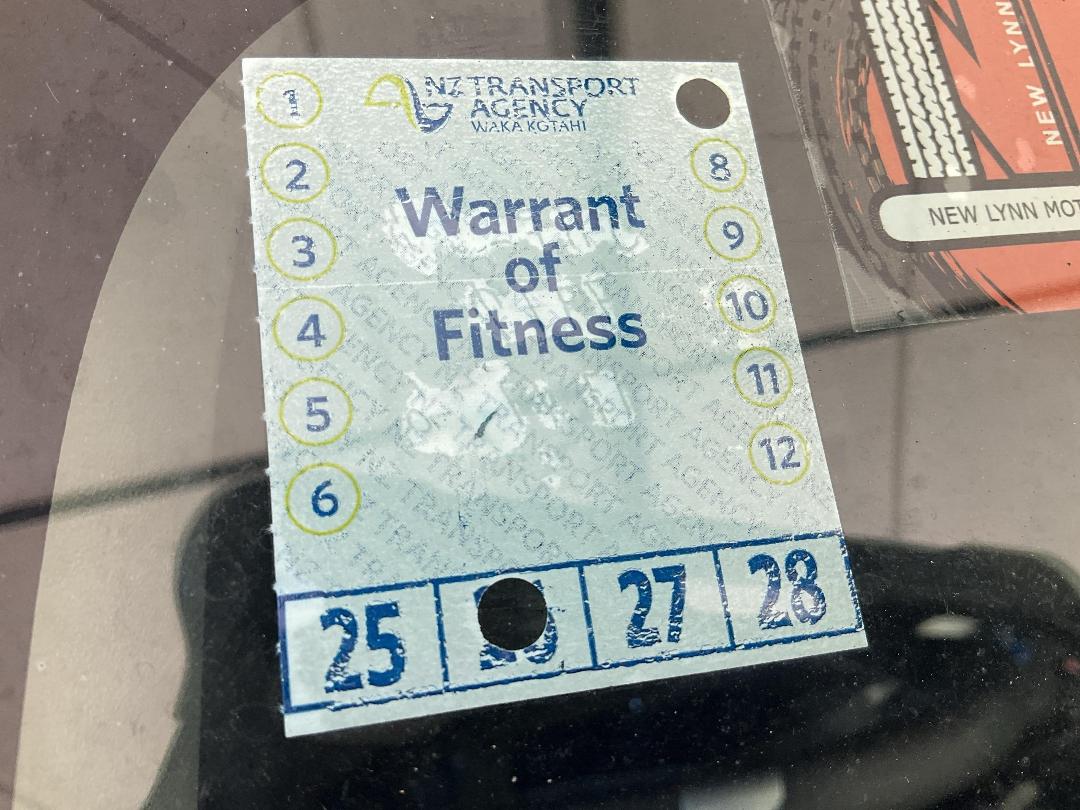 1
NZ TRANSPORT
AGENCY
WAKA KOTAHI
Warrant
of
Fitness
2
3
4
5
6
8
9
10
11
12
25
27
28
NEW LYNN
NEW LYNN MOT